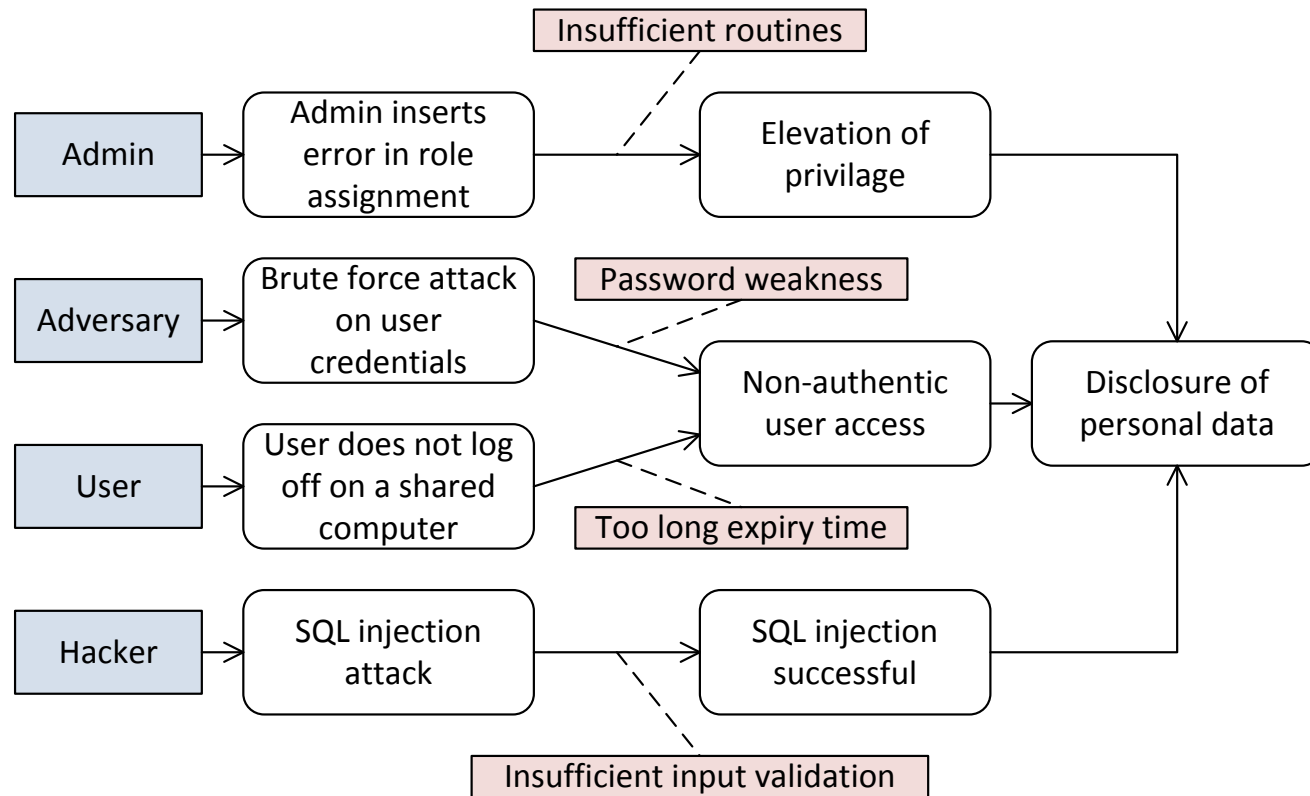 Insufficient routines
Admin
Admin inserts
error in role
assignment
Elevation of
privilage
Password weakness
Adversary
Brute force attack
on user
credentials
Non-authentic
user access
Disclosure of
personal data
User
User does not log
off on a shared
computer
Too long expiry time
Hacker
SQL injection
attack
SQL injection
successful
Insufficient input validation